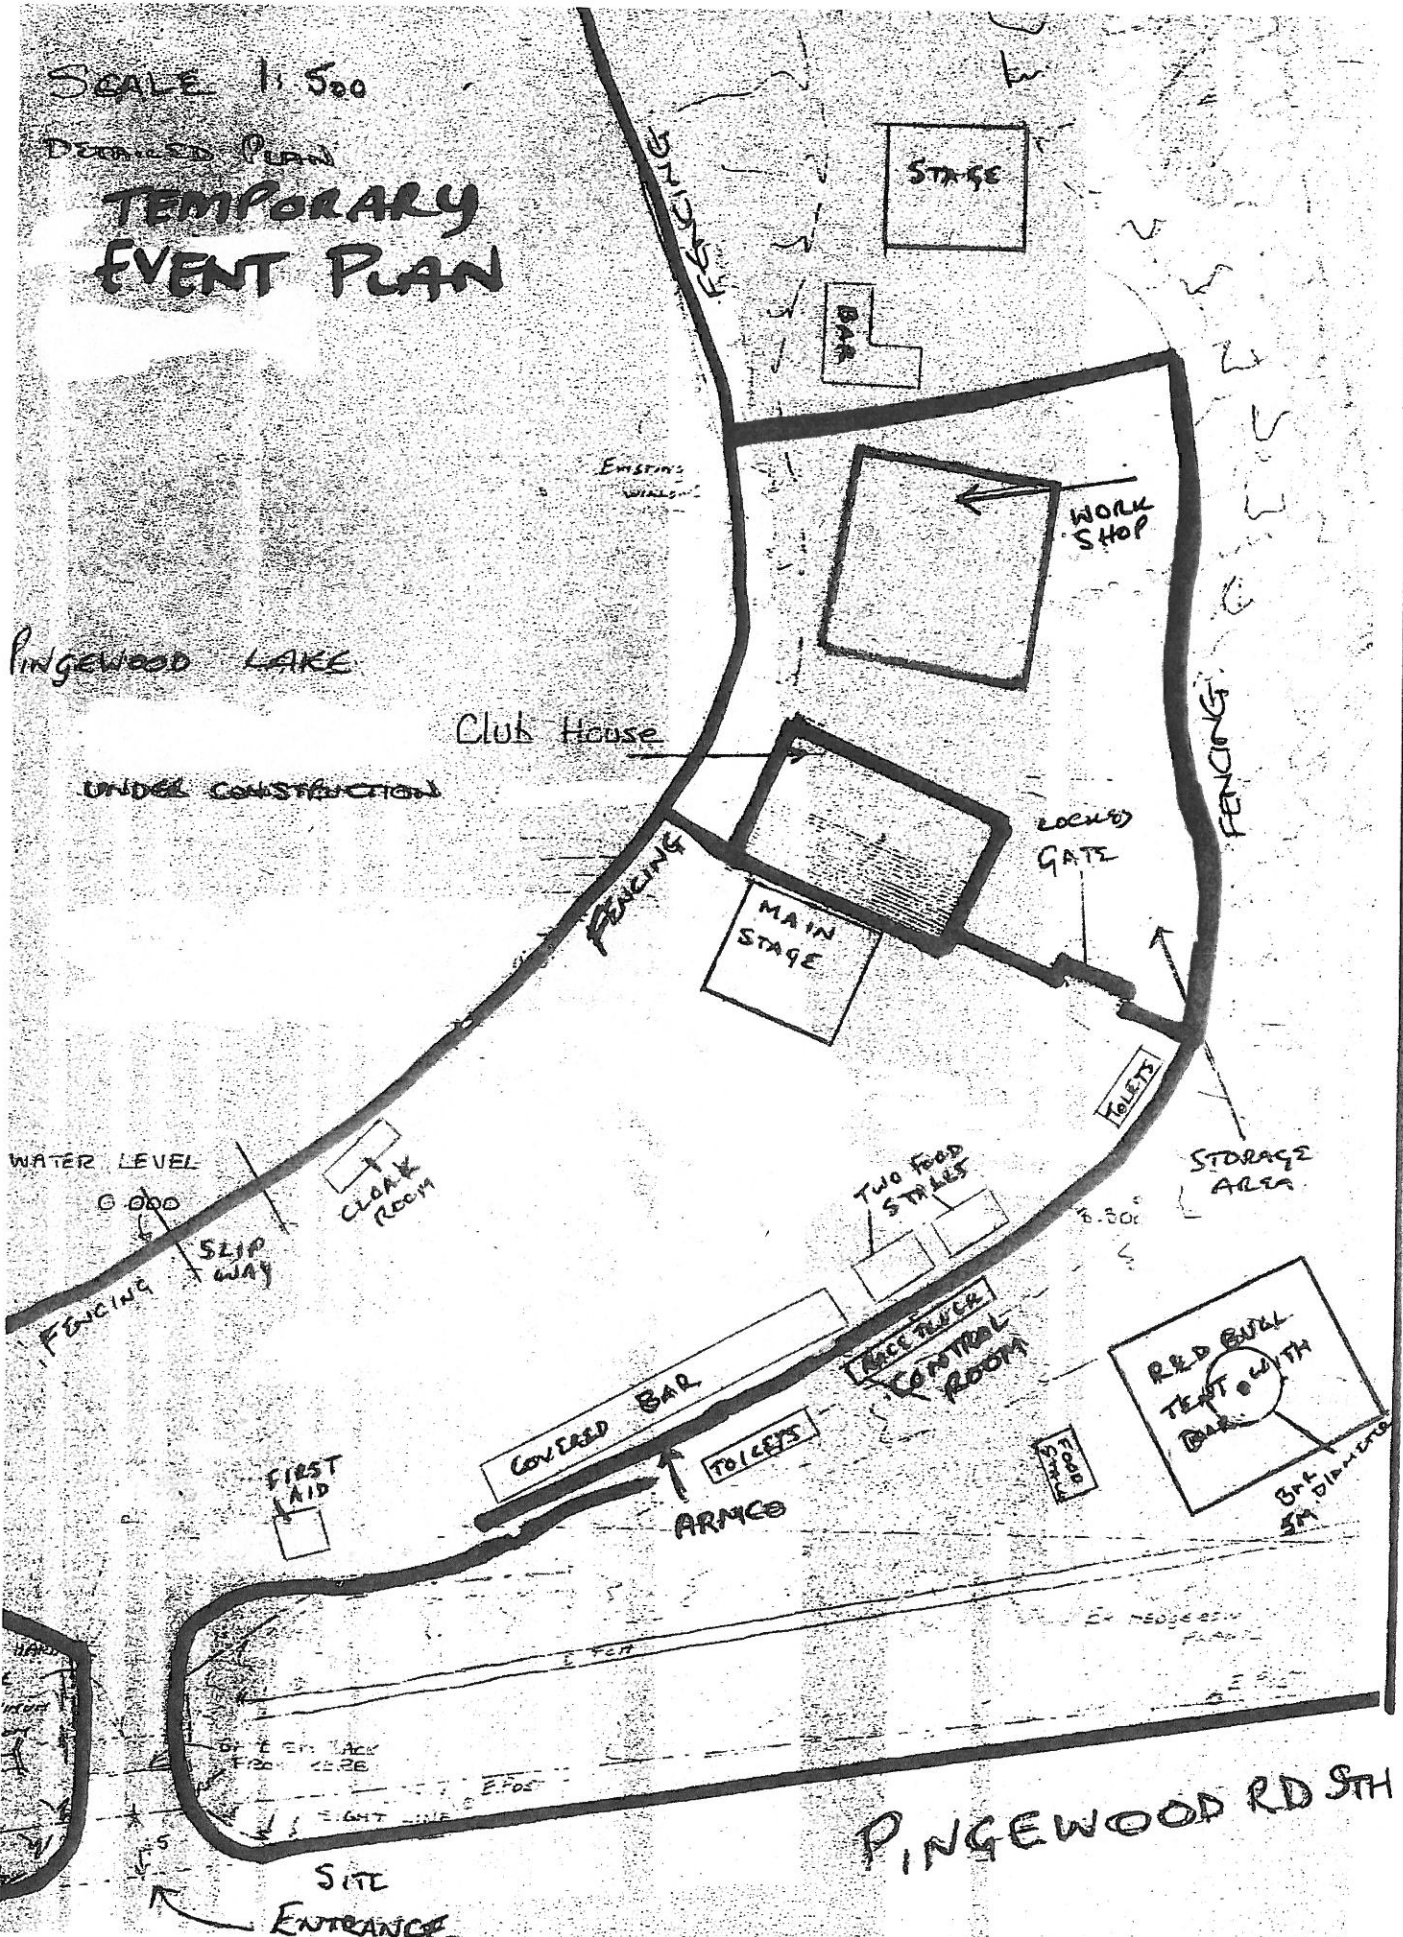 SCALE 1:500
DETAILED PLAN
TEMPORARY
EVENT PLAN
FENCING
STAGE
BAR
EXISTING
WORK
SHOP
PINGEWOOD LAKE
Club House
UNDER CONSTRUCTION
FENCING
LOCKED
GATE
FENCING
MAIN
STAGE
TOILETS
WATER LEVEL
0.000
CLOAK
ROOM
SLIP
WAY
FENCING
TWO FOOD
STALLS
STORAGE
AREA
RACE TRUCK
CONTROL
ROOM
RED BULL
TENT WITH
BAR
BAR
5M DIAMETER
COVERED BAR
TOILETS
FOOD
STALL
FIRST
AID
ARMCO
SITE
ENTRANCE
PINGEWOOD RD STH